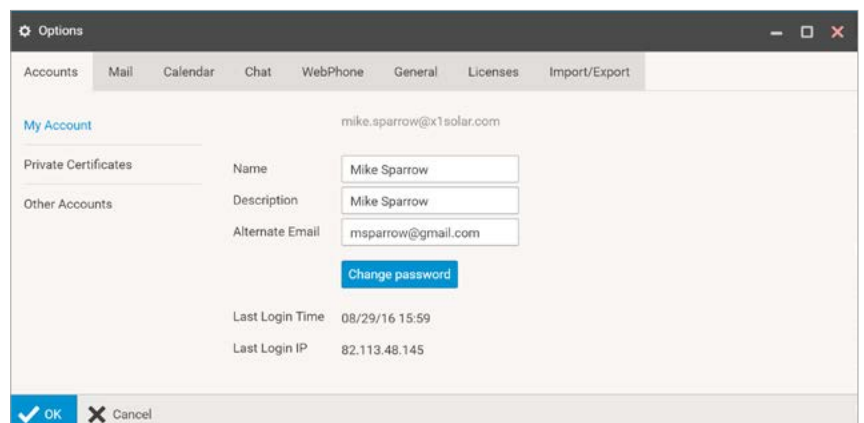 Options
Accounts Mail Calendar Chat WebPhone General Licenses Import/Export
My Account mike.sparrow@x1solar.com
Private Certificates
Name Mike Sparrow
Other Accounts
Description Mike Sparrow
Alternate Email msparrow@gmail.com
Change password
Last Login Time 08/29/16 15:59
Last Login IP 82.113.48.145
OK Cancel